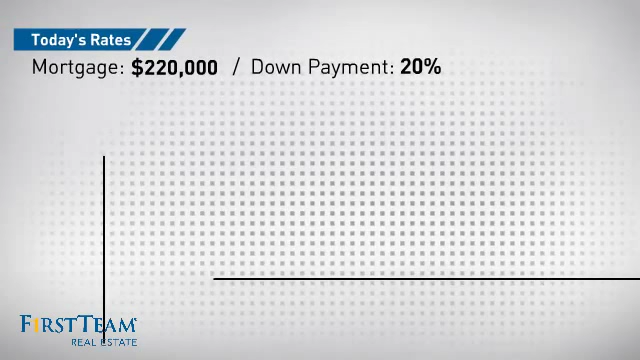 Today's Rates
Mortgage: $220,000 / Down Payment: 20%
FIRSTTEAM®
REAL ESTATE